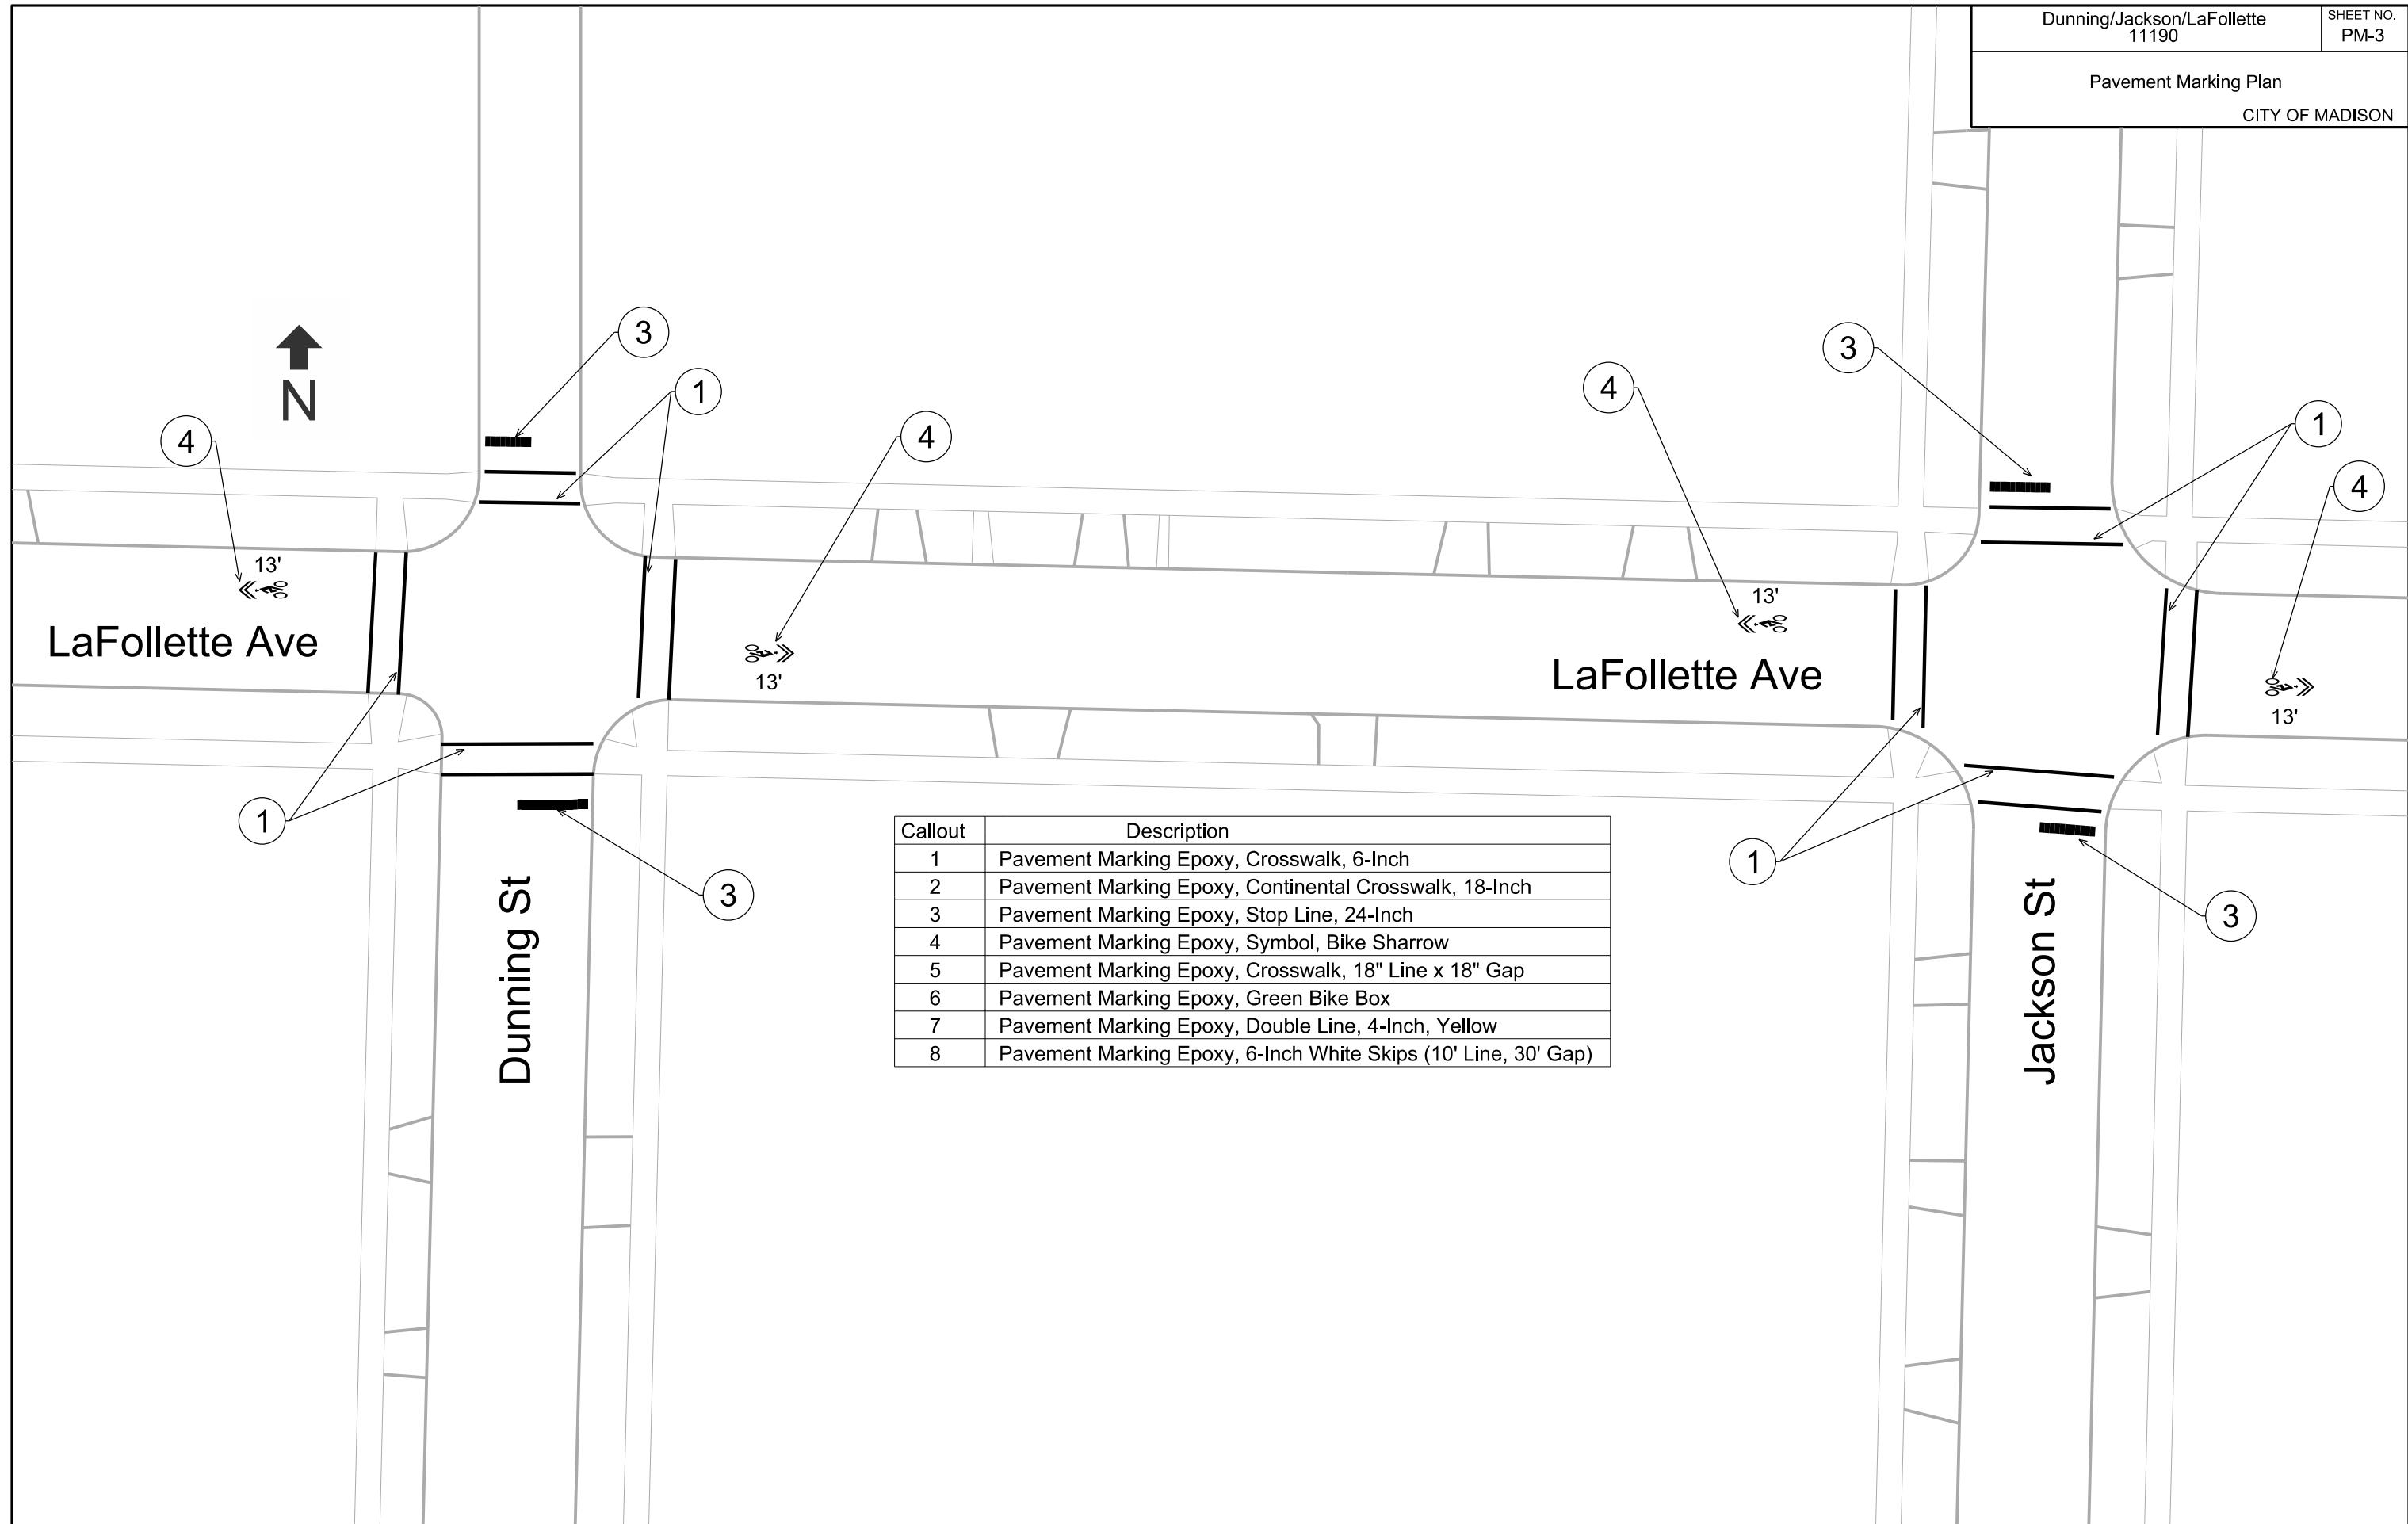 Dunning/Jackson/LaFollette
11190
SHEET NO.
PM-3
Pavement Marking Plan
CITY OF MADISON
3
3
N
1
4
4
4
1
4
13'
13'
LaFollette Ave
13'
LaFollette Ave
13'
1
1
3
3
Callout Description
1 Pavement Marking Epoxy, Crosswalk, 6-Inch
2 Pavement Marking Epoxy, Continental Crosswalk, 18-Inch
3 Pavement Marking Epoxy, Stop Line, 24-Inch
4 Pavement Marking Epoxy, Symbol, Bike Sharrow
5 Pavement Marking Epoxy, Crosswalk, 18" Line x 18" Gap
6 Pavement Marking Epoxy, Green Bike Box
7 Pavement Marking Epoxy, Double Line, 4-Inch, Yellow
8 Pavement Marking Epoxy, 6-Inch White Skips (10' Line, 30' Gap)
Dunning St
Jackson St